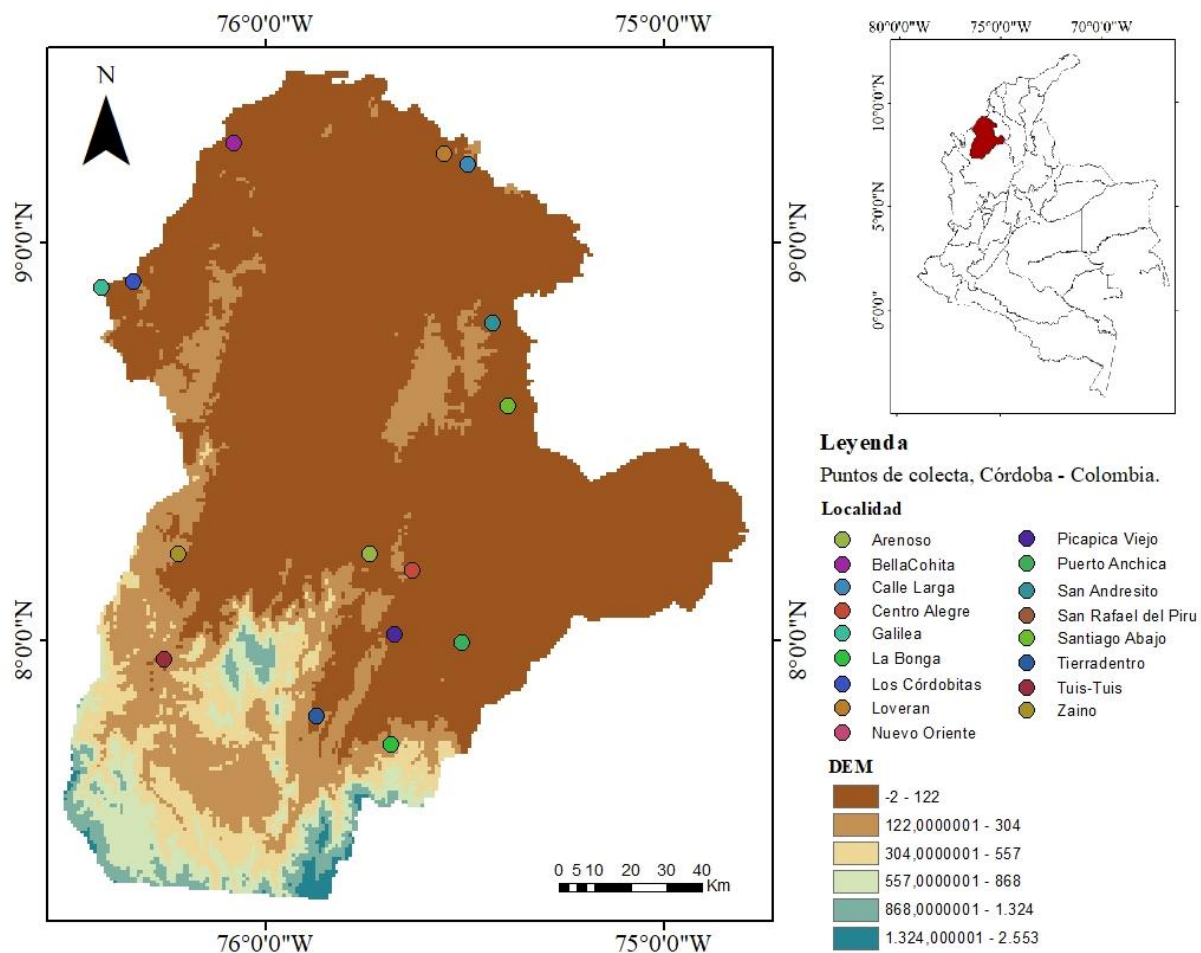 76°0'0"W
75°0'0"W
N
9°0'0"N
9°0'0"N
8°0'0"N
8°0'0"N
0 5 10 20 30 40
Km
76°0'0"W
75°0'0"W
80°0'0"W
75°0'0"W
70°0'0"W
10°0'0"N
5°0'0"N
0°0'0"
Leyenda
Puntos de colecta, Córdoba - Colombia.
Localidad
Arenoso
BellaCohita
Calle Larga
Centro Alegre
Galilea
La Bonga
Los Córdobitas
Loveran
Nuevo Oriente
Picapica Viejo
Puerto Anchica
San Andresito
San Rafael del Piru
Santiago Abajo
Tierradentro
Tuis-Tuis
Zaino
DEM
-2 - 122
122,0000001 - 304
304,0000001 - 557
557,0000001 - 868
868,0000001 - 1.324
1.324,000001 - 2.553